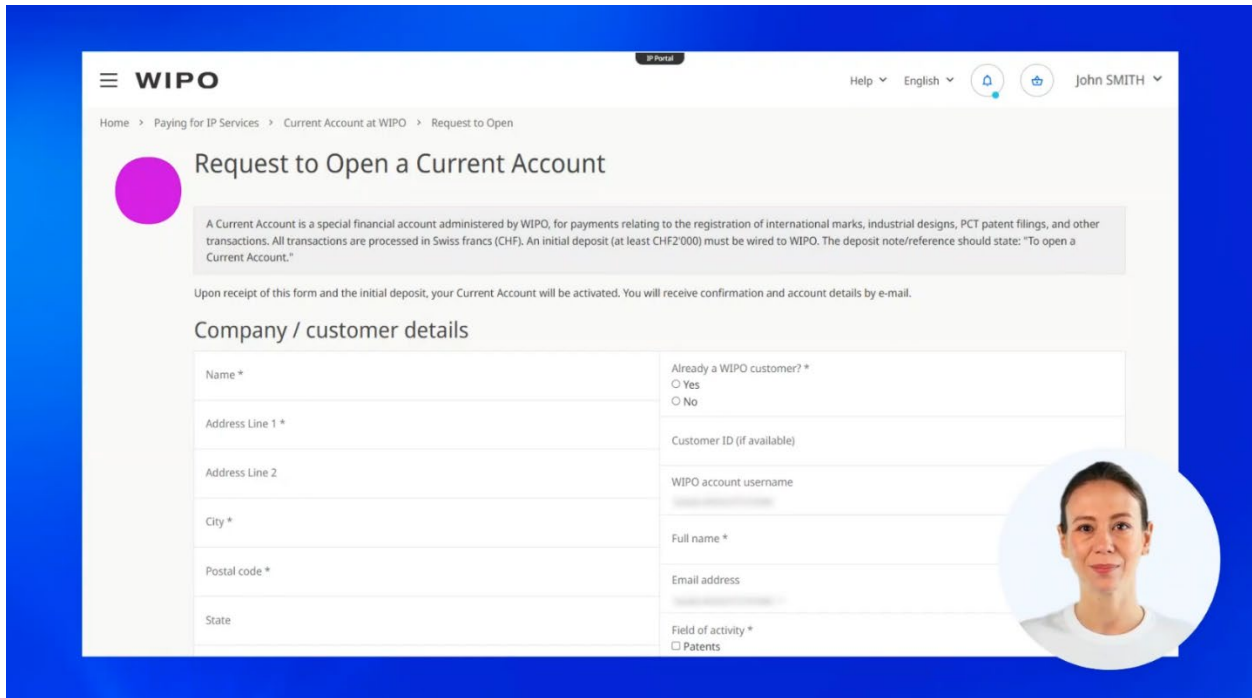 IP Portal
WIPO
Help
English
John SMITH
Home > Paying for IP Services > Current Account at WIPO > Request to Open
Request to Open a Current Account
A Current Account is a special financial account administered by WIPO, for payments relating to the registration of international marks, industrial designs, PCT patent filings, and other
transactions. All transactions are processed in Swiss francs (CHF). An initial deposit (at least CHF2'000) must be wired to WIPO. The deposit note/reference should state: "To open a
Current Account."
Upon receipt of this form and the initial deposit, your Current Account will be activated. You will receive confirmation and account details by e-mail.
Company / customer details
Name *
Address Line 1 *
Address Line 2
City *
Postal code *
State
Already a WIPO customer? *
Yes
No
Customer ID (if available)
WIPO account username
Full name *
Email address
Field of activity *
Patents